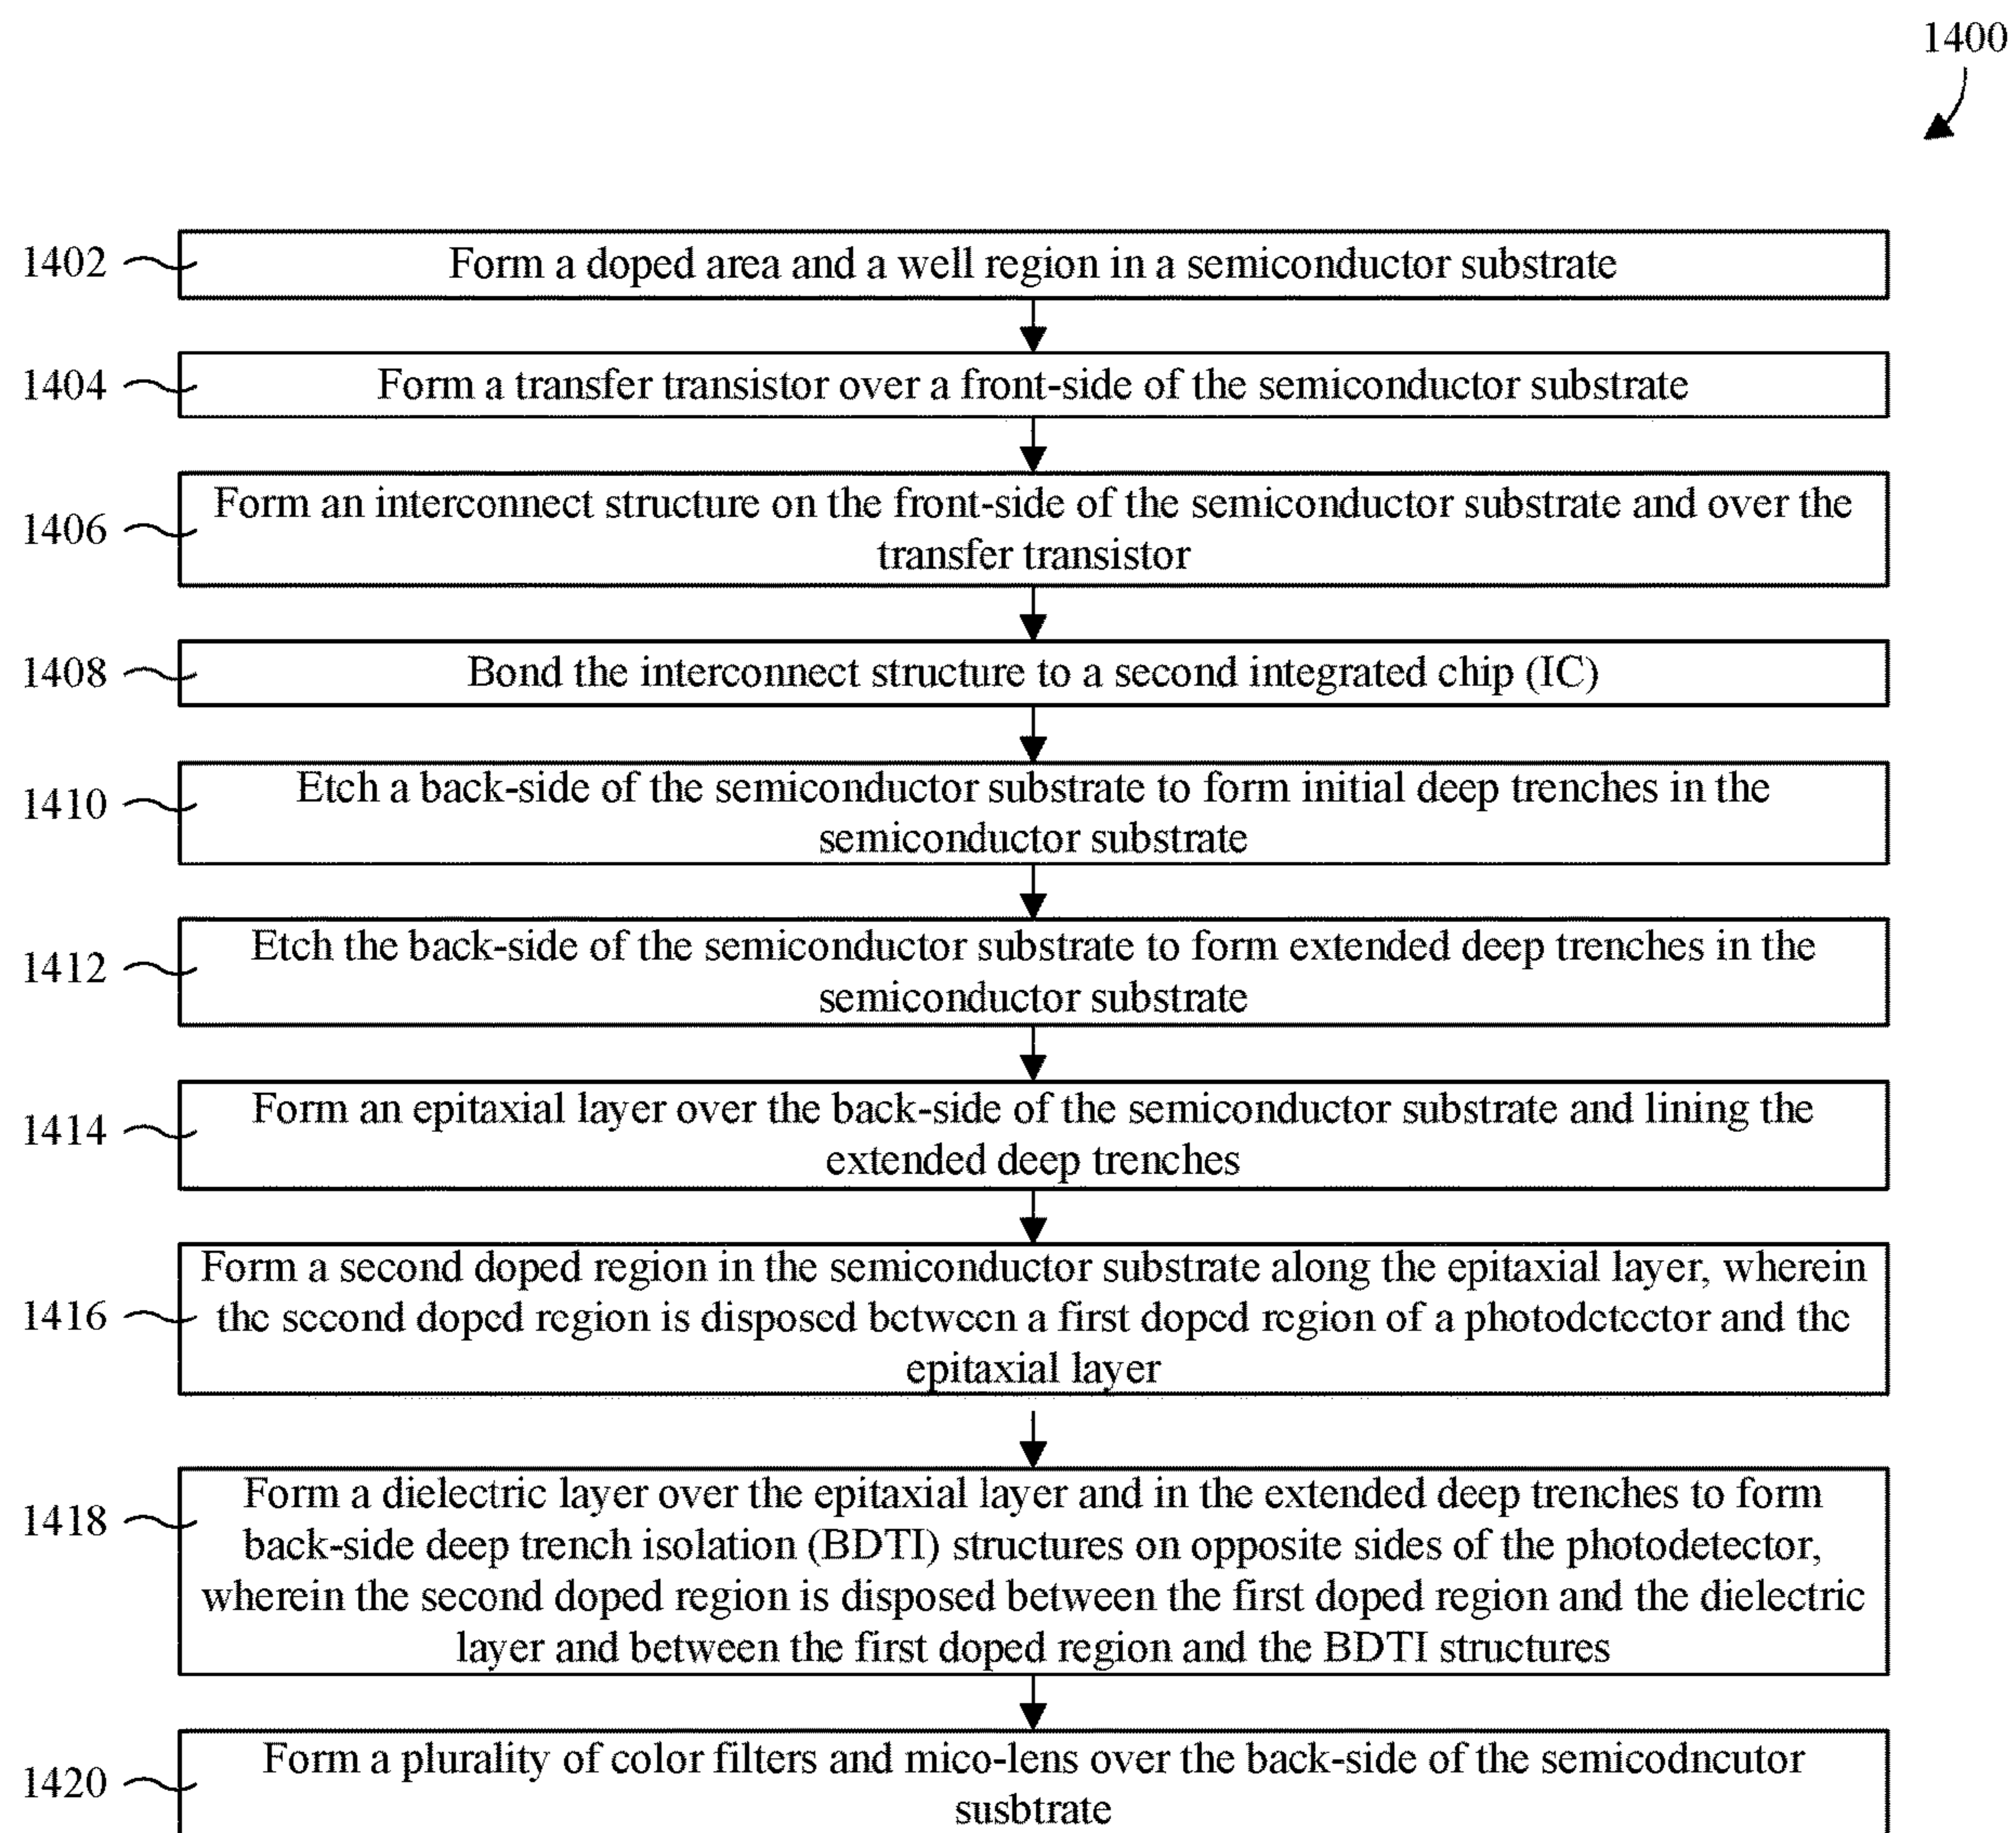 1400
1402
Form a doped area and a well region in a semiconductor substrate
1404
Form a transfer transistor over a front-side of the semiconductor substrate
1406
Form an interconnect structure on the front-side of the semiconductor substrate and over the
transfer transistor
1408
Bond the interconnect structure to a second integrated chip (IC)
1410
Etch a back-side of the semiconductor substrate to form initial deep trenches in the
semiconductor substrate
1412
Etch the back-side of the semiconductor substrate to form extended deep trenches in the
semiconductor substrate
1414
Form an epitaxial layer over the back-side of the semiconductor substrate and lining the
extended deep trenches
1416
Form a second doped region in the semiconductor substrate along the epitaxial layer, wherein
the second doped region is disposed between a first doped region of a photodetector and the
epitaxial layer
1418
Form a dielectric layer over the epitaxial layer and in the extended deep trenches to form
back-side deep trench isolation (BDTI) structures on opposite sides of the photodetector,
wherein the second doped region is disposed between the first doped region and the dielectric
layer and between the first doped region and the BDTI structures
1420
Form a plurality of color filters and mico-lens over the back-side of the semicodncutor
susbtrate